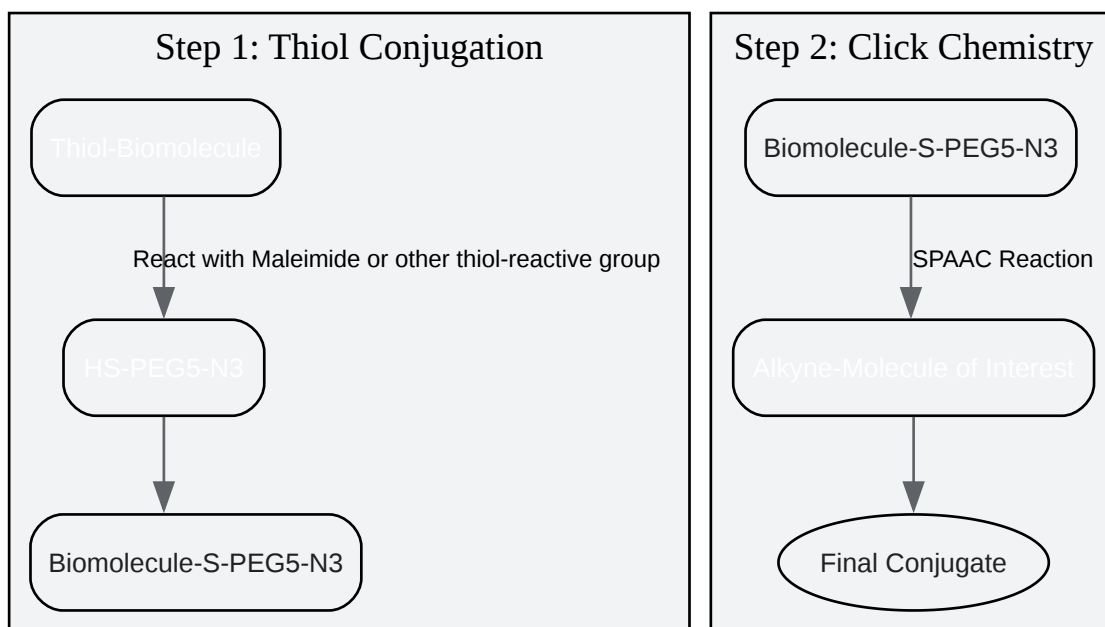 Step 1: Thiol Conjugation
Thiol-Biomolecule
React with Maleimide or other thiol-reactive group
HS-PEG5-N3
Biomolecule-S-PEG5-N3
Step 2: Click Chemistry
Biomolecule-S-PEG5-N3
SPAAC Reaction
Alkyne-Molecule of Interest
Final Conjugate